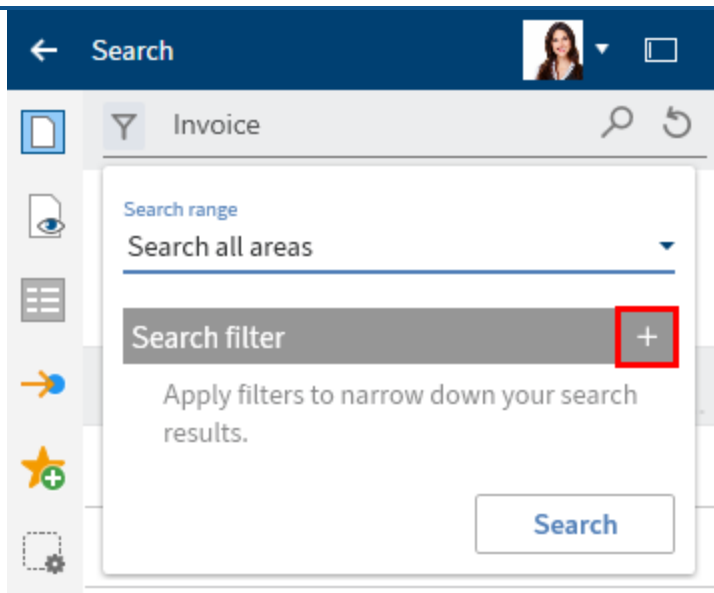 Search
Invoice
Search range
Search all areas
Search filter +
Apply filters to narrow down your search
results.
Search